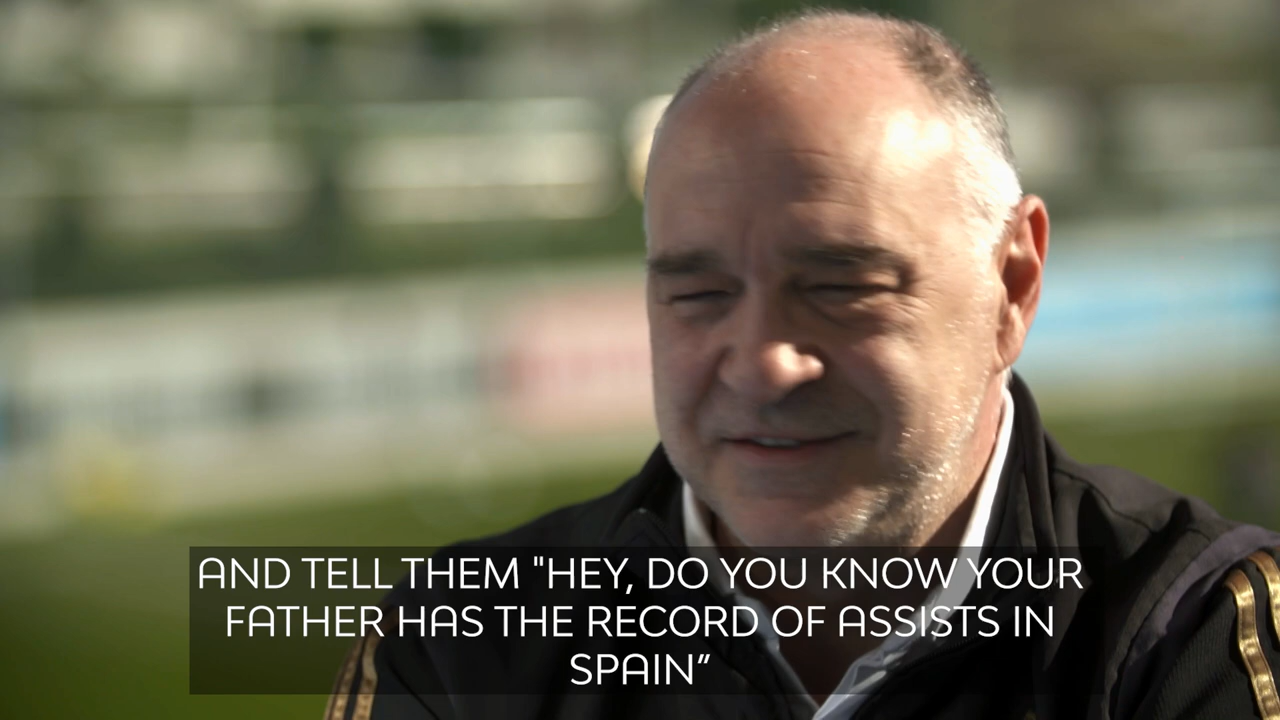 AND TELL THEM "HEY, DO YOU KNOW YOUR
FATHER HAS THE RECORD OF ASSISTS IN
SPAIN”